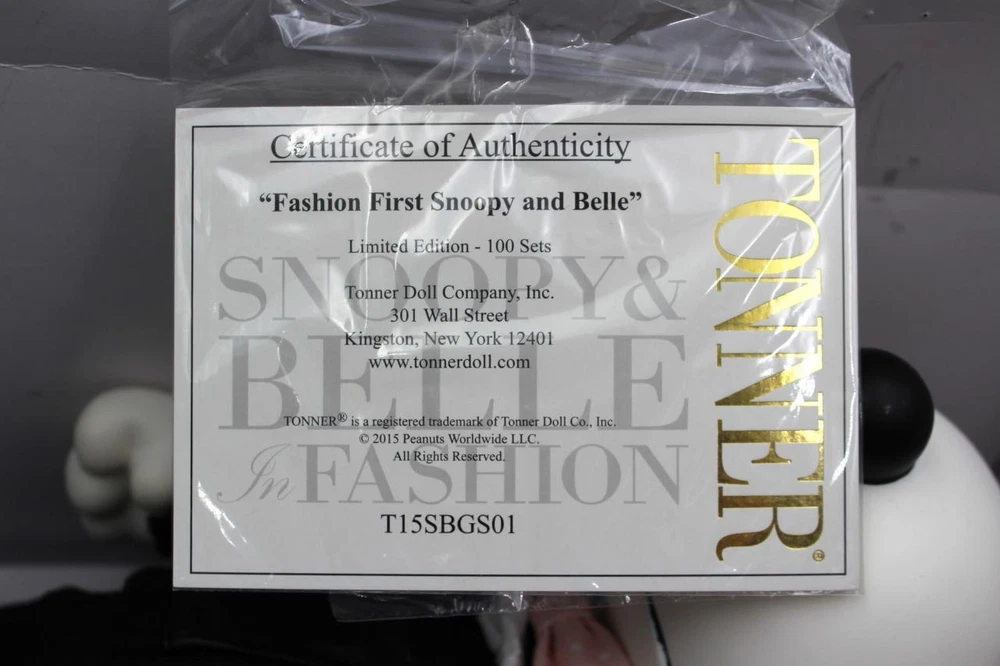 Certificate of Authenticity
“Fashion First Snoopy and Belle”
Limited Edition - 100 Sets
SNOOPY &
Tonner Doll Company, Inc.
301 Wall Street
Kingston, New York 12401
www.tonnerdoll.com
BELLE
TONNER® is a registered trademark of Tonner Doll Co., Inc.
© 2015 Peanuts Worldwide LLC.
All Rights Reserved.
In FASHION
T15SBGS01
TONNER®